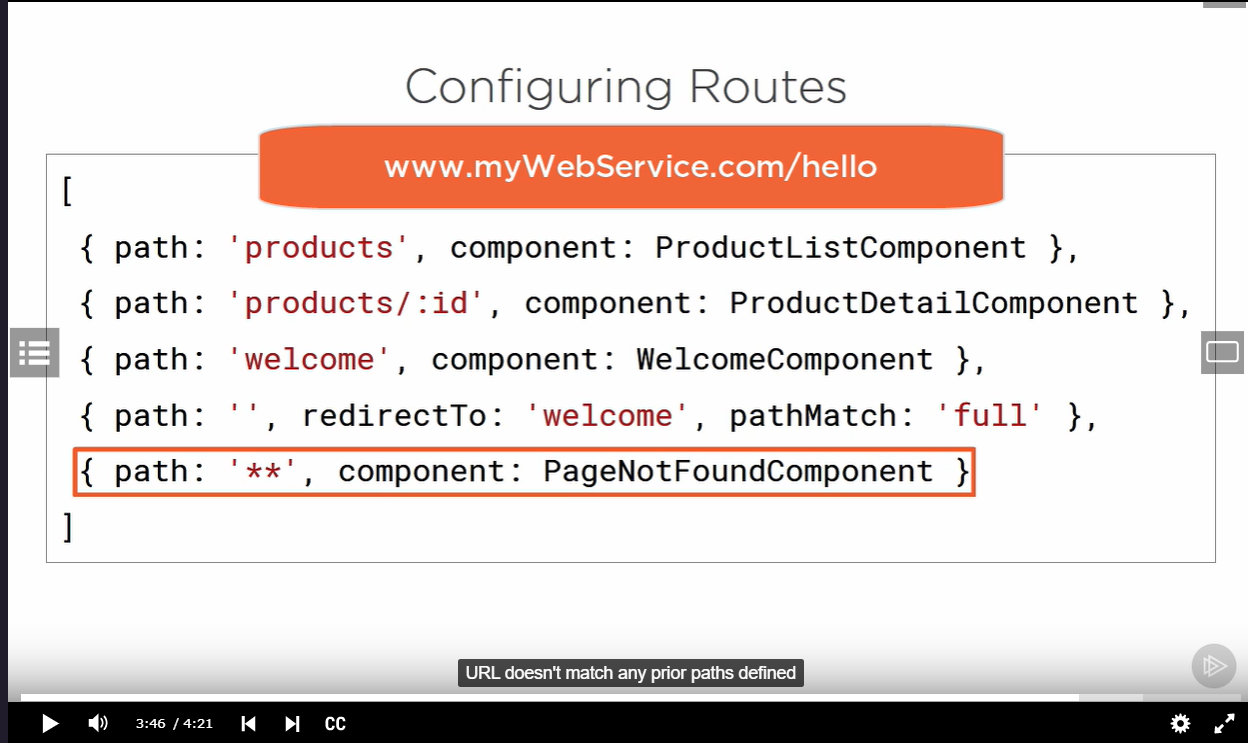 Configuring Routes
www.myWebService.com/hello
[
{ path: 'products', component: ProductListComponent },
{ path: 'products/:id', component: ProductDetailComponent },
{ path: 'welcome', component: WelcomeComponent },
{ path: '', redirectTo: 'welcome', pathMatch: 'full' },
{ path: '**', component: PageNotFoundComponent }
]
URL doesn't match any prior paths defined
3:46 / 4:21 CC